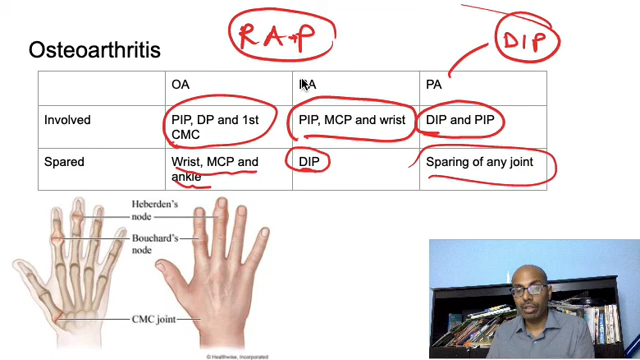 RA→P
DIP
Osteoarthritis
OA RA PA
Involved PIP, DP and 1st PIP, MCP and wrist DIP and PIP
CMC
Spared Wrist, MCP and DIP Sparing of any joint
ankle
Heberden's
node
Bouchard's
node
CMC joint
© Healthwise, Incorporated